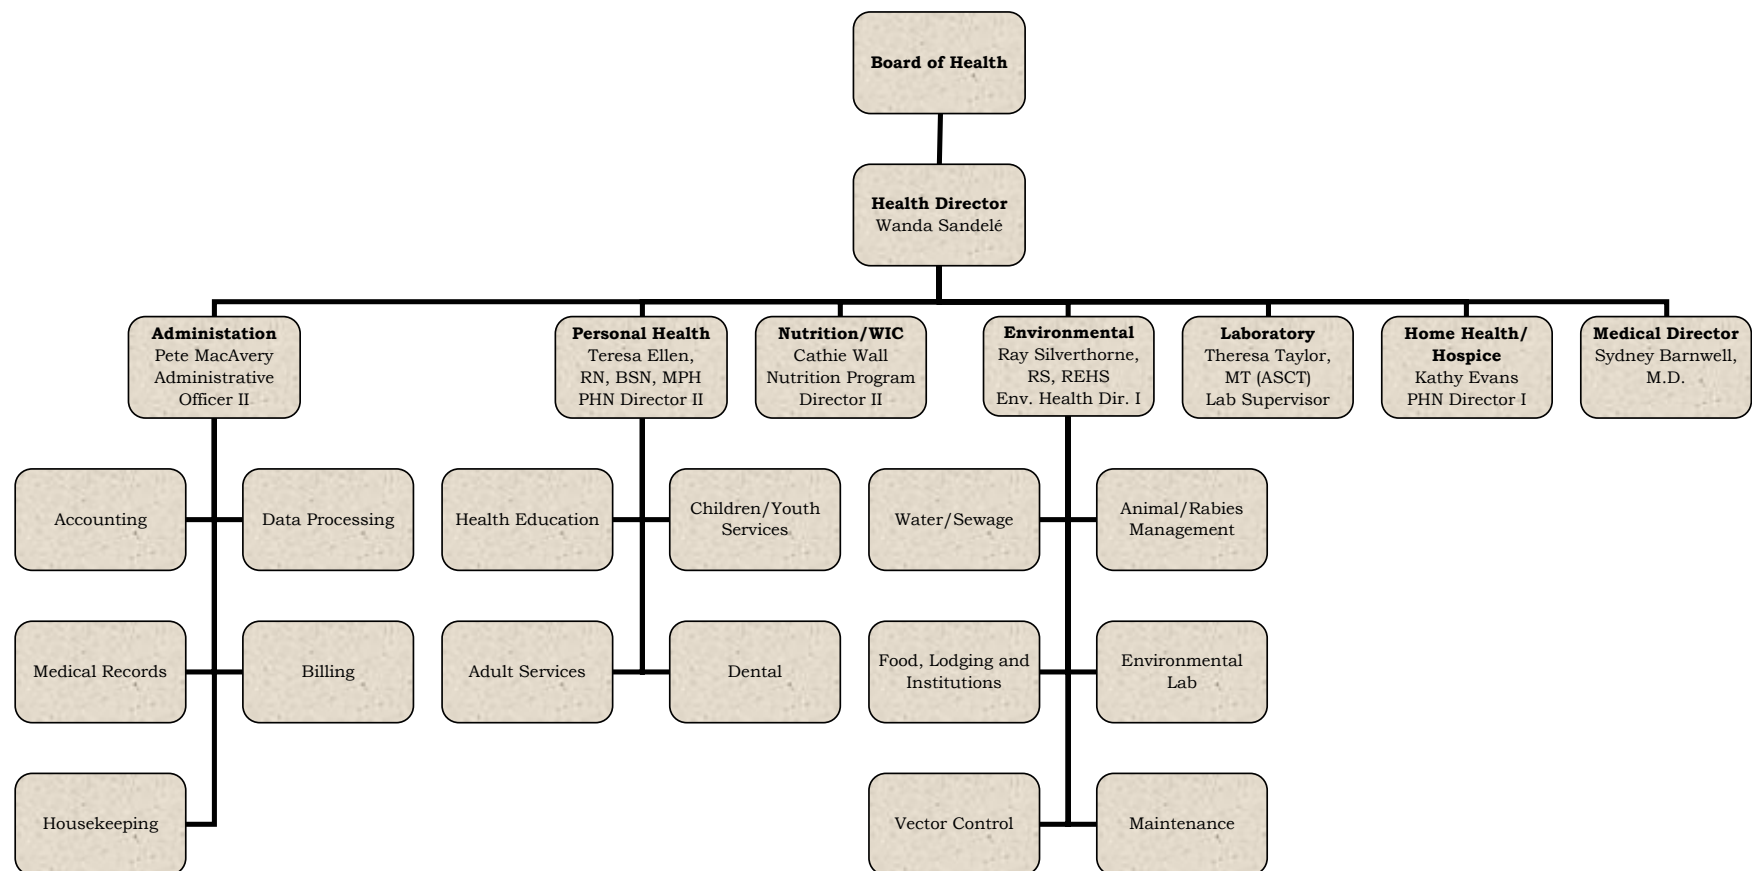 Board of Health
Health Director
Wanda Sandelé
Administation
Pete MacAvery
Administrative
Officer II
Personal Health
Teresa Ellen,
RN, BSN, MPH
PHN Director II
Nutrition/WIC
Cathie Wall
Nutrition Program
Director II
Environmental
Ray Silverthorne,
RS, REHS
Env. Health Dir. I
Laboratory
Theresa Taylor,
MT (ASCT)
Lab Supervisor
Home Health/
Hospice
Kathy Evans
PHN Director I
Medical Director
Sydney Barnwell,
M.D.
Accounting
Data Processing
Health Education
Children/Youth
Services
Water/Sewage
Animal/Rabies
Management
Medical Records
Billing
Adult Services
Dental
Food, Lodging and
Institutions
Environmental
Lab
Housekeeping
Vector Control
Maintenance